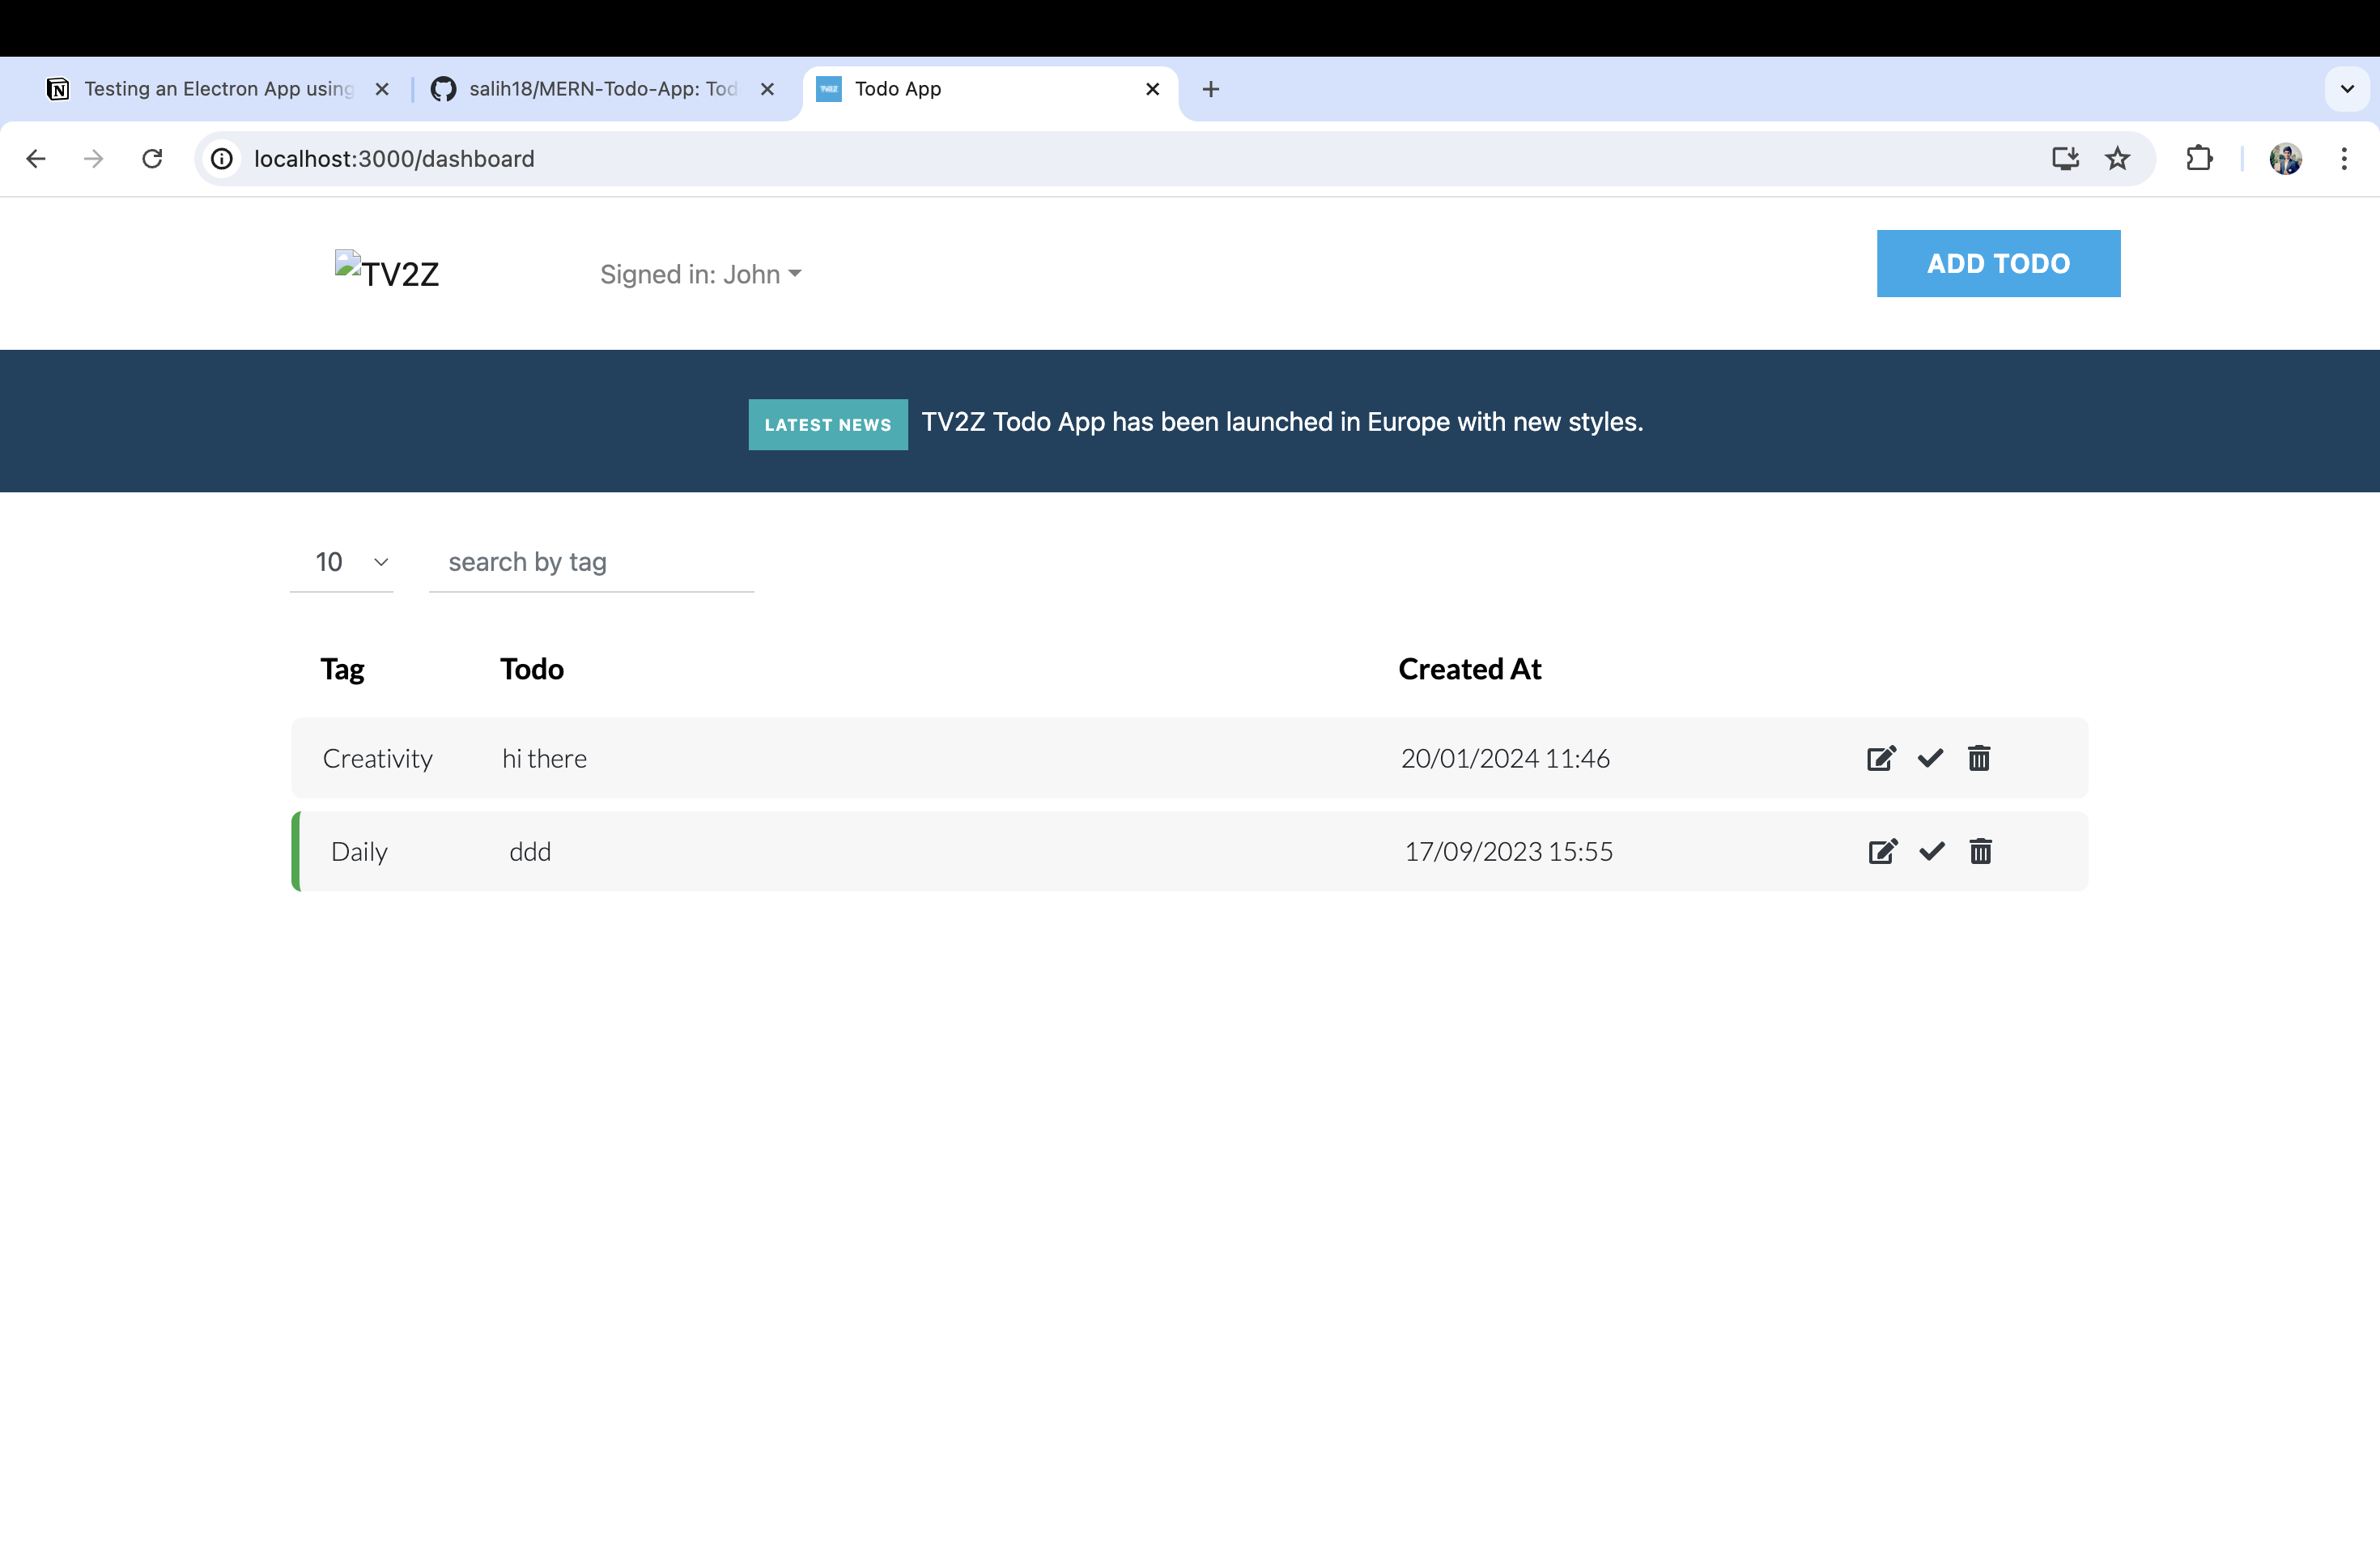 Testing an Electron App using
salih18/MERN-Todo-App: Tod
Todo App
localhost:3000/dashboard
TV2Z
Signed in: John
ADD TODO
LATEST NEWS TV2Z Todo App has been launched in Europe with new styles.
10 search by tag
Tag Todo Created At
Creativity hi there 20/01/2024 11:46
Daily ddd 17/09/2023 15:55